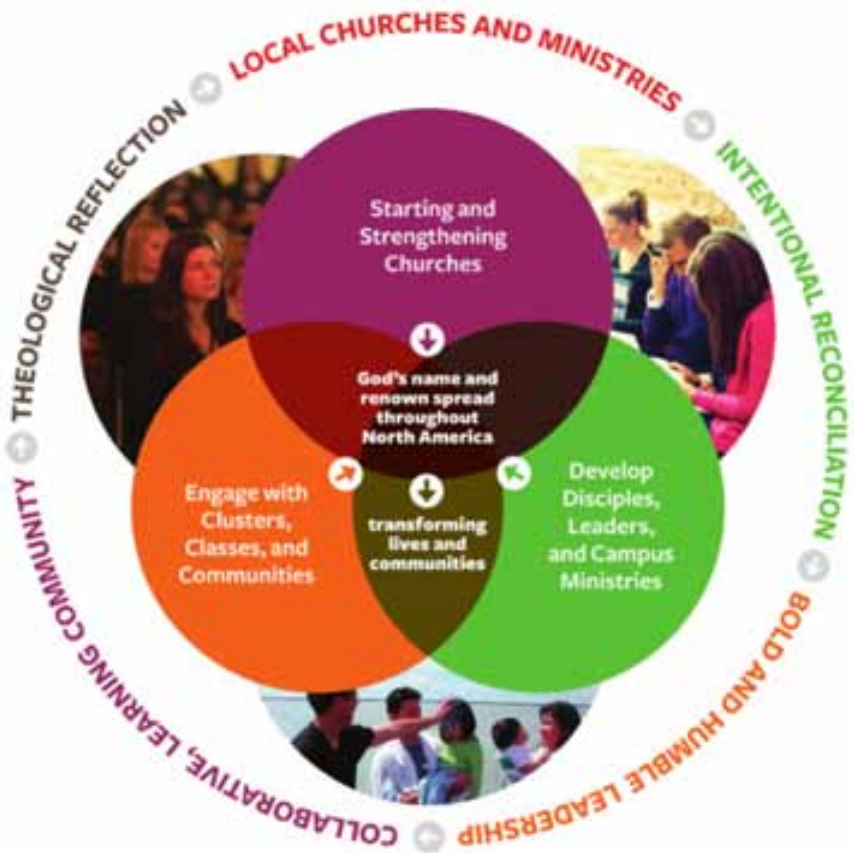 LOCAL CHURCHES AND MINISTRIES
INTENTIONAL RECONCILIATION
BOLD AND HUMBLE LEADERSHIP
COLLABORATIVE, LEARNING COMMUNITY
THEOLOGICAL REFLECTION
Starting and
Strengthening
Churches
God's name and
renown spread
throughout
North America
Engage with
Clusters,
Classes, and
Communities
transforming
lives and
communities
Develop
Disciples,
Leaders,
and Campus
Ministries